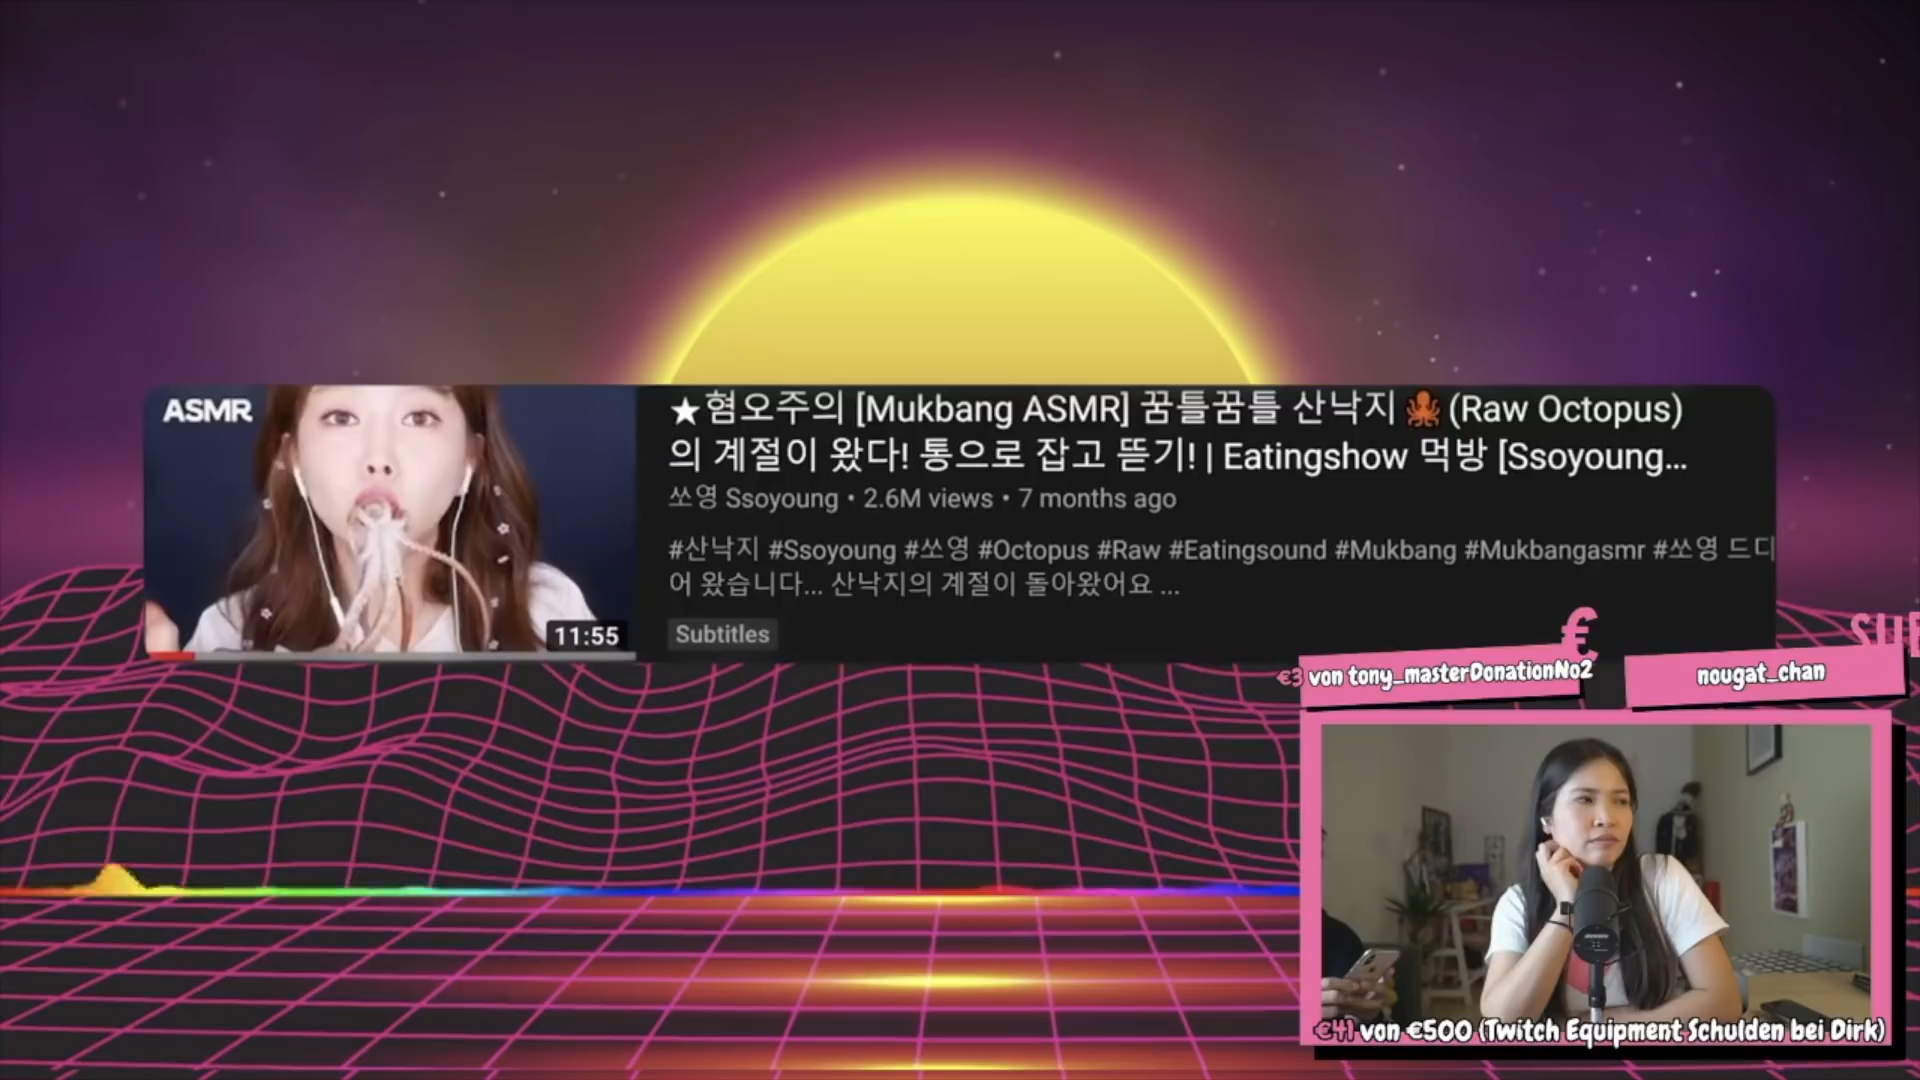 ASMR
11:55
★혐오주의 [Mukbang ASMR] 꿈틀꿈틀 산낙지🐙 (Raw Octopus)
의 계절이 왔다! 통으로 잡고 뜯기! | Eatingshow 먹방 [Ssoyoung...
쏘영 Ssoyoung • 2.6M views • 7 months ago
#산낙지 #Ssoyoung #쏘영 #Octopus #Raw #Eatingsound #Mukbang #Mukbangasmr #쏘영 드디
어 왔습니다... 산낙지의 계절이 돌아왔어요 ...
Subtitles
€
SUB
€3 von tony_masterDonationNo2
nougat_chan
€41 von €500 (Twitch Equipment Schulden bei Dirk)